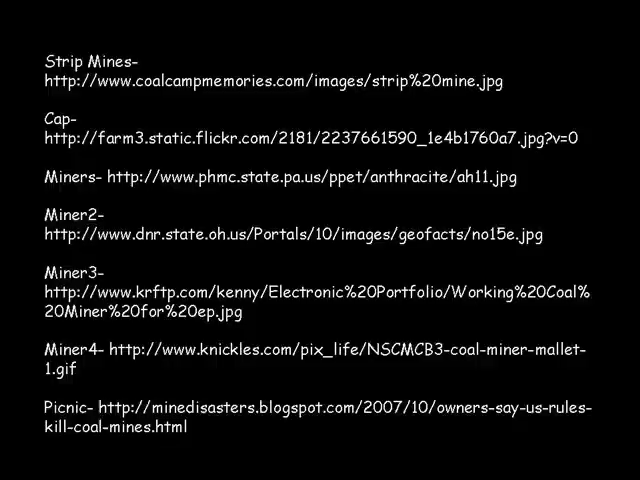 Strip Mines-
http://www.coalcampmemories.com/images/strip%20mine.jpg
Cap-
http://farm3.static.flickr.com/2181/2237661590_1e4b1760a7.jpg?v=0
Miners- http://www.phmc.state.pa.us/ppet/anthracite/ah11.jpg
Miner2-
http://www.dnr.state.oh.us/Portals/10/images/geofacts/no15e.jpg
Miner3-
http://www.krftp.com/kenny/Electronic%20Portfolio/Working%20Coal%
20Miner%20for%20ep.jpg
Miner4- http://www.knickles.com/pix_life/NSCMCB3-coal-miner-mallet-
1.gif
Picnic- http://minedisasters.blogspot.com/2007/10/owners-say-us-rules-
kill-coal-mines.html